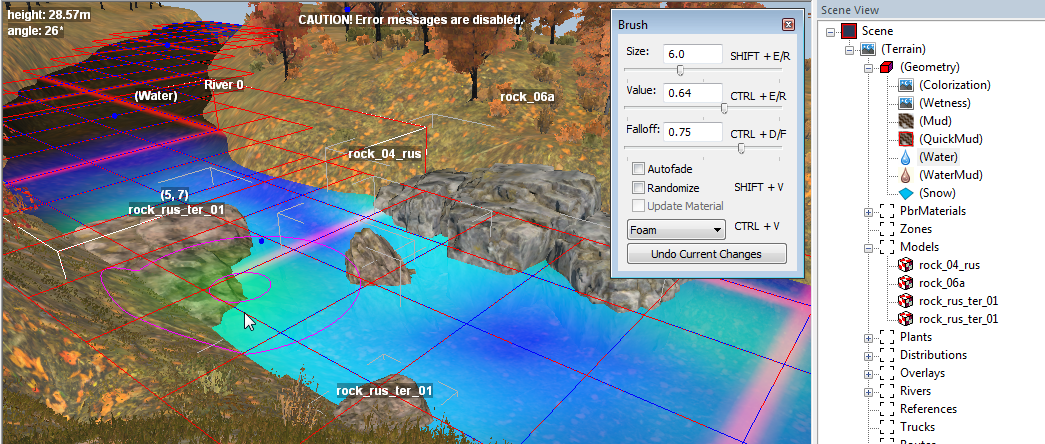 height: 28.57m
angle: 26°
CAUTION! Error messages are disabled.
River 0
(Water)
rock_06a
rock_04_rus
(5, 7)
rock_rus_ter_01
rock_rus_ter_01
Brush
Size:
6.0
SHIFT + E/R
Value:
0.64
CTRL + E/R
Falloff:
0.75
CTRL + D/F
Autofade
Randomize
SHIFT + V
Update Material
Foam
CTRL + V
Undo Current Changes
Scene View
Scene
(Terrain)
(Geometry)
(Colorization)
(Wetness)
(Mud)
(QuickMud)
(Water)
(WaterMud)
(Snow)
PbrMaterials
Zones
Models
rock_04_rus
rock_06a
rock_rus_ter_01
rock_rus_ter_01
Plants
Distributions
Overlays
Rivers
References
Trucks